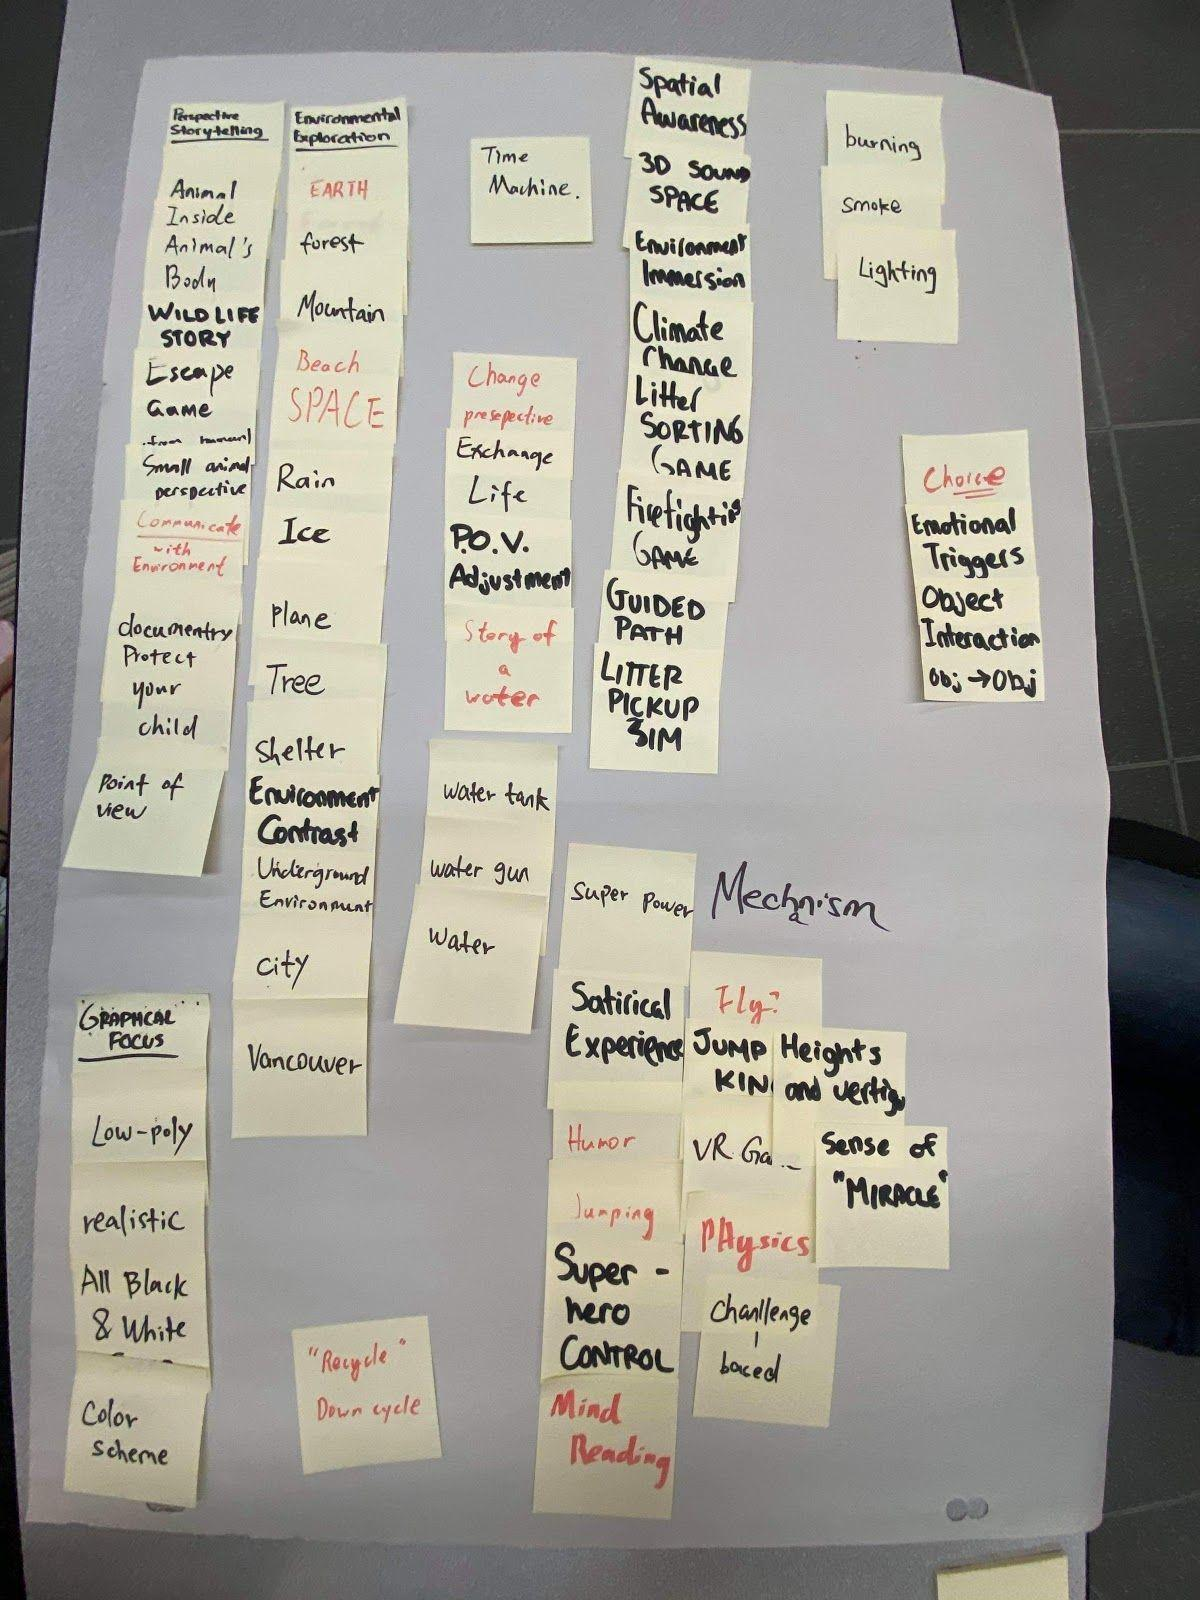 Perspective
Storytelling
Animal
Inside
Animal's
Body
WILD LIFE
STORY
Escape
Game
Small animal
perspective
Communicate
with
Environment
documentry
Protect
your
child
Point of
view
Environmental
Exploration
EARTH
forest
Mountain
Beach
SPACE
Rain
Ice
plane
Tree
Shelter
Environment
Contrast
Underground
Environment
city
Vancouver
GRAPHICAL
FOCUS
Low-poly
realistic
All Black
& White
Color
scheme
"Recycle"
Down cycle
Time
Machine.
Change
presepective
Exchange
Life
P.O.V.
Adjustment
Story of
a
water
water tank
water gun
Water
Spatial
Awareness
3D SOUND
SPACE
Environment
Immersion
Climate
Change
Litter
SORTING
GAME
Firefighting
GAME
GUIDED
PATH
LITTER
PICKUP
SIM
burning
smoke
Lighting
Choice
Emotional
Triggers
Object
Interaction
obj → obj
Mechanism
super power
Satirical
Experience
Humor
Jumping
Super-
hero
CONTROL
Mind
Reading
Fly?
JUMP
KIN
VR Ga
PHysics
chanllenge
-
baced
Heights
and vertigo
Sense of
"MIRACLE"